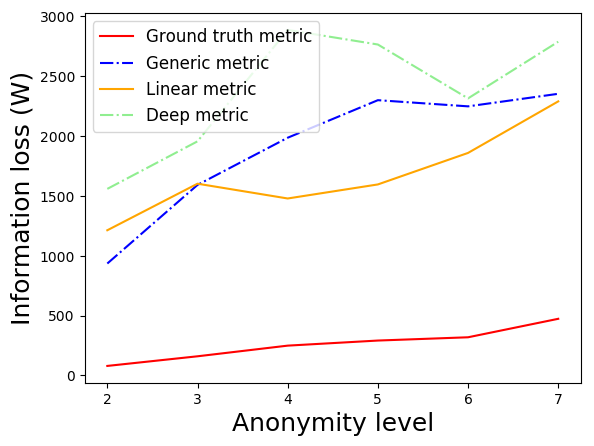 Ground truth metric
Generic metric
Linear metric
Deep metric
Information loss (W)
3000
2500
2000
1500
1000
500
0
2 3 4 5 6 7
Anonymity level